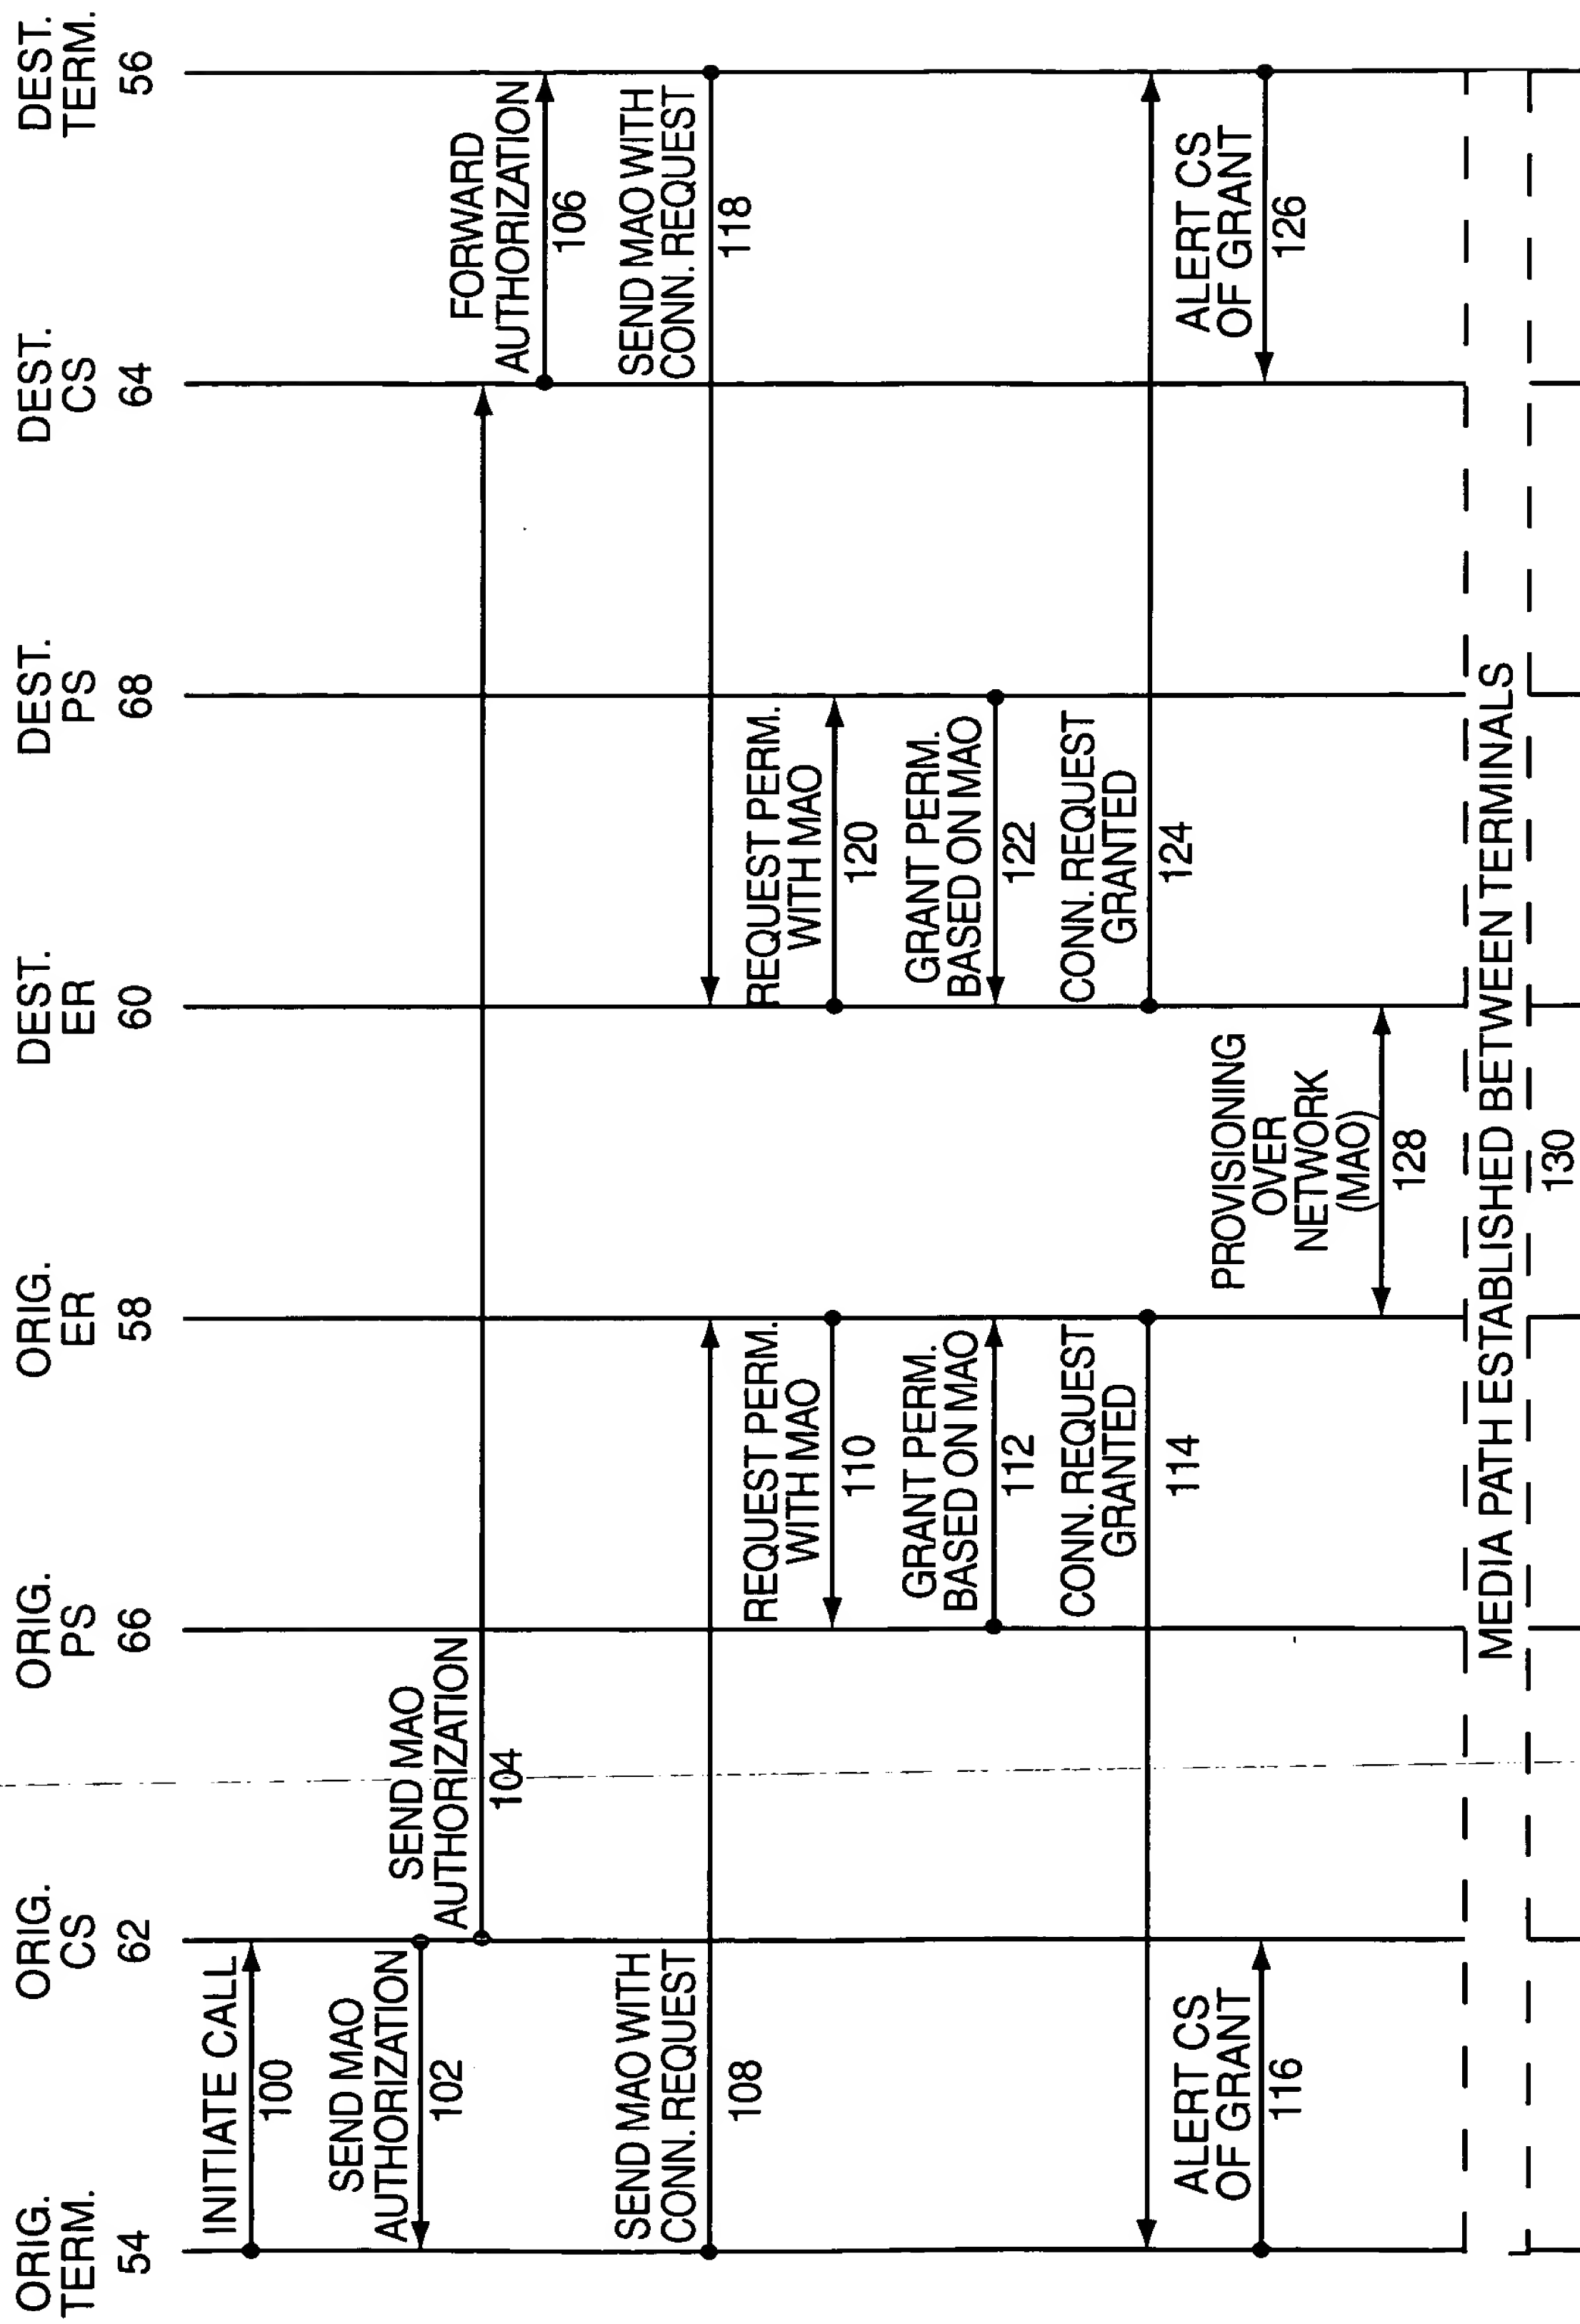 ORIG.
TERM.
54
ORIG.
CS
62
ORIG.
PS
66
ORIG.
ER
58
DEST.
ER
60
DEST.
PS
68
DEST.
CS
64
DEST.
TERM.
56
INITIATE CALL
100
SEND MAO
AUTHORIZATION
102
SEND MAO
AUTHORIZATION
104
FORWARD
AUTHORIZATION
106
SEND MAO WITH
CONN. REQUEST
108
SEND MAO WITH
CONN. REQUEST
118
REQUEST PERM.
WITH MAO
110
REQUEST PERM.
WITH MAO
120
GRANT PERM.
BASED ON MAO
112
GRANT PERM.
BASED ON MAO
122
CONN. REQUEST
GRANTED
114
CONN. REQUEST
GRANTED
124
ALERT CS
OF GRANT
116
ALERT CS
OF GRANT
126
PROVISIONING
OVER
NETWORK
(MAO)
128
MEDIA PATH ESTABLISHED BETWEEN TERMINALS
130